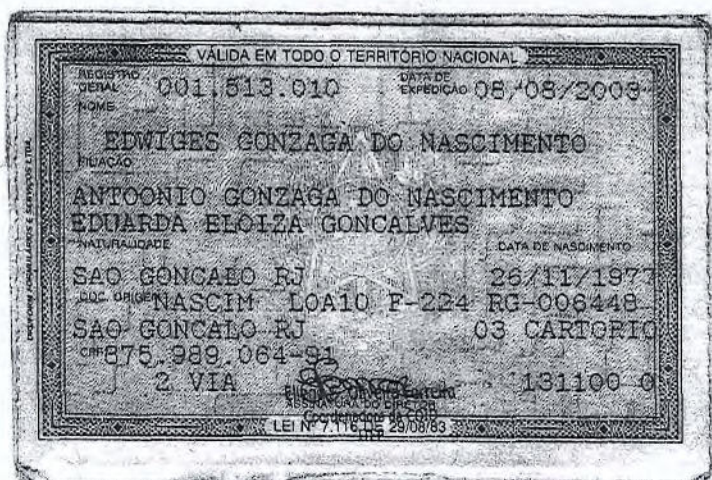 VÁLIDA EM TODO O TERRITÓRIO NACIONAL
REGISTRO GERAL 001.513.010 DATA DE EXPEDIÇÃO 08/08/2003
NOME
EDWIGES GONZAGA DO NASCIMENTO
FILIAÇÃO
ANTOONIO GONZAGA DO NASCIMENTO
EDUARDA ELOIZA GONCALVES
NATURALIDADE DATA DE NASCIMENTO
SAO GONCALO RJ 26/11/1977
DOC. ORIGEM NASCIM LOA10 F-224 RG-006448
SAO GONCALO RJ 03 CARTORIO
CPF 875.989.064-91
2 VIA 131100 0
ASSINATURA DO DIRETOR
LEI Nº 7.116 DE 29/08/83